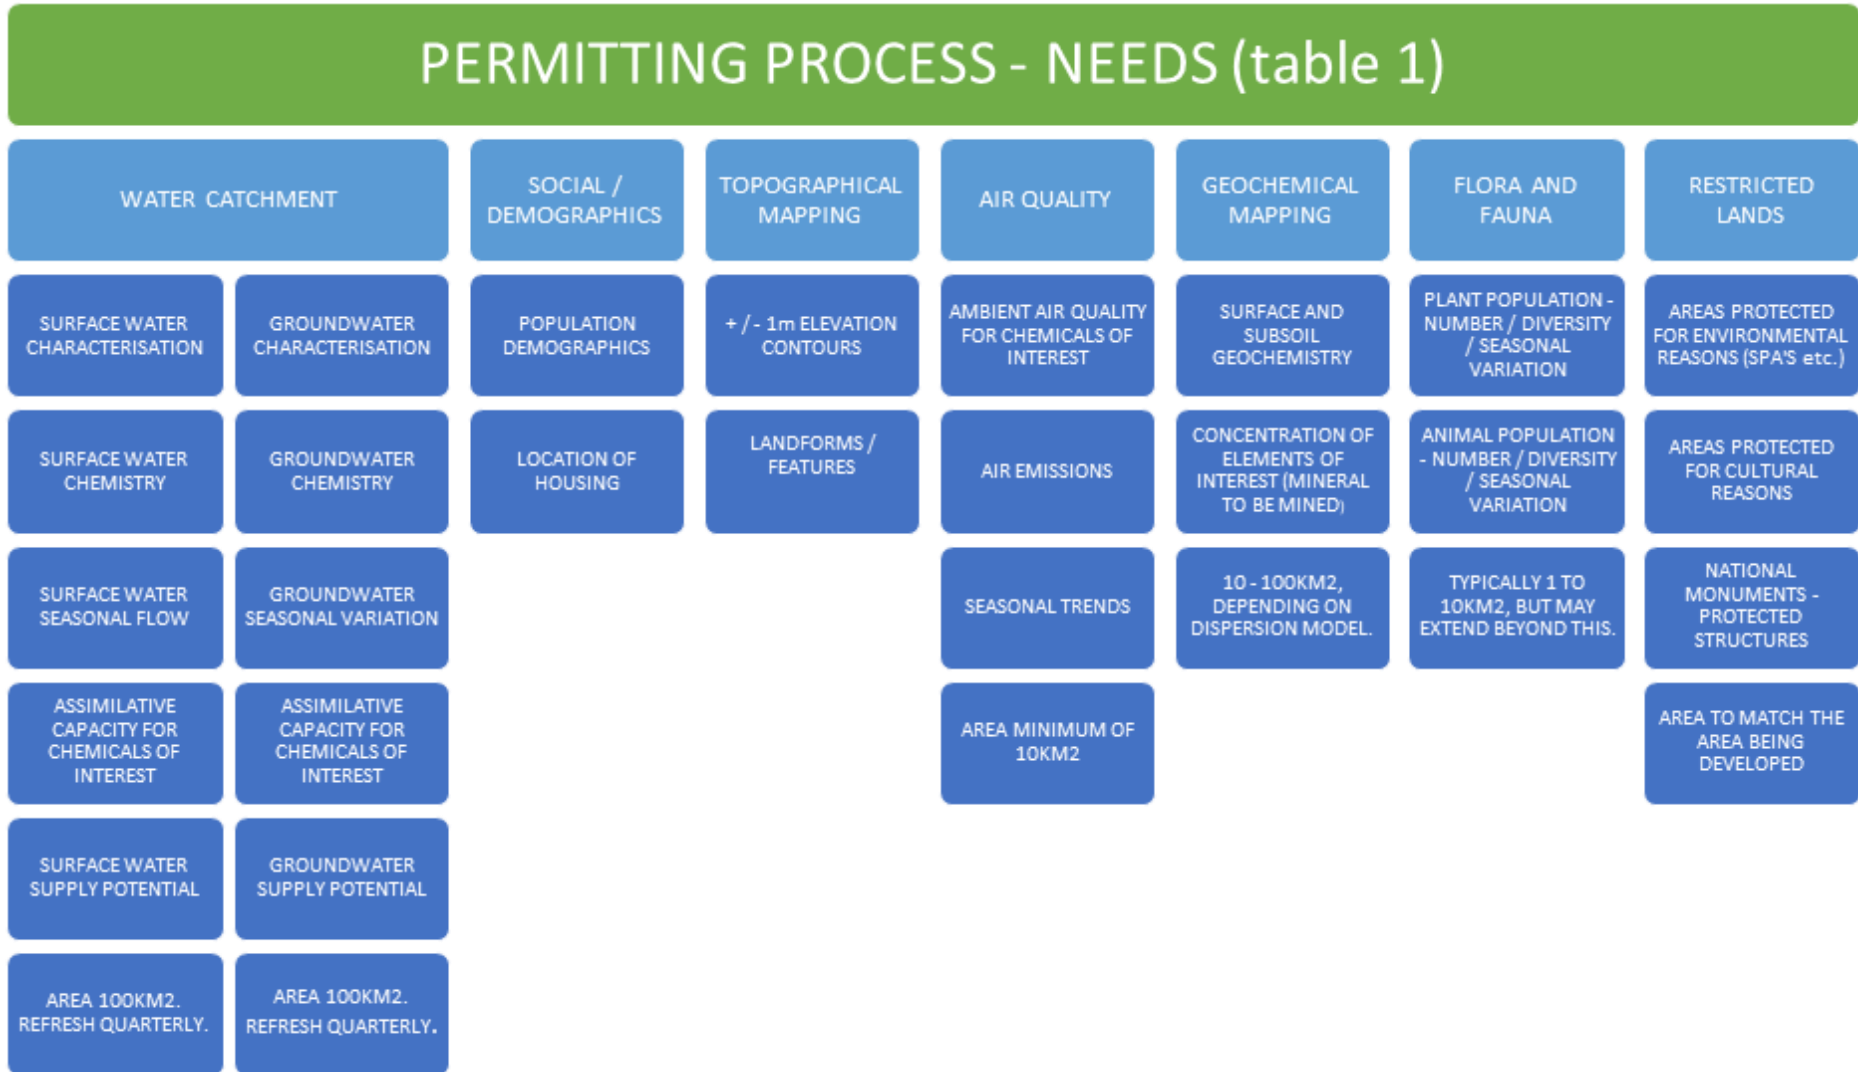 PERMITTING PROCESS - NEEDS (table 1)
WATER CATCHMENT
SURFACE WATER
CHARACTERISATION
SURFACE WATER
CHEMISTRY
SURFACE WATER
SEASONAL FLOW
ASSIMILATIVE
CAPACITY FOR
CHEMICALS OF
INTEREST
SURFACE WATER
SUPPLY POTENTIAL
AREA 100KM2.
REFRESH QUARTERLY.
GROUNDWATER
CHARACTERISATION
GROUNDWATER
CHEMISTRY
GROUNDWATER
SEASONAL VARIATION
ASSIMILATIVE
CAPACITY FOR
CHEMICALS OF
INTEREST
GROUNDWATER
SUPPLY POTENTIAL
AREA 100KM2.
REFRESH QUARTERLY.
SOCIAL /
DEMOGRAPHICS
POPULATION
DEMOGRAPHICS
LOCATION OF
HOUSING
TOPOGRAPHICAL
MAPPING
+ / - 1m ELEVATION
CONTOURS
LANDFORMS /
FEATURES
AIR QUALITY
AMBIENT AIR QUALITY
FOR CHEMICALS OF
INTEREST
AIR EMISSIONS
SEASONAL TRENDS
AREA MINIMUM OF
10KM2
GEOCHEMICAL
MAPPING
SURFACE AND
SUBSOIL
GEOCHEMISTRY
CONCENTRATION OF
ELEMENTS OF
INTEREST (MINERAL
TO BE MINED)
10 - 100KM2,
DEPENDING ON
DISPERSION MODEL.
FLORA AND
FAUNA
PLANT POPULATION -
NUMBER / DIVERSITY
/ SEASONAL
VARIATION
ANIMAL POPULATION
- NUMBER / DIVERSITY
/ SEASONAL
VARIATION
TYPICALLY 1 TO
10KM2, BUT MAY
EXTEND BEYOND THIS.
RESTRICTED
LANDS
AREAS PROTECTED
FOR ENVIRONMENTAL
REASONS (SPA'S etc.)
AREAS PROTECTED
FOR CULTURAL
REASONS
NATIONAL
MONUMENTS -
PROTECTED
STRUCTURES
AREA TO MATCH THE
AREA BEING
DEVELOPED